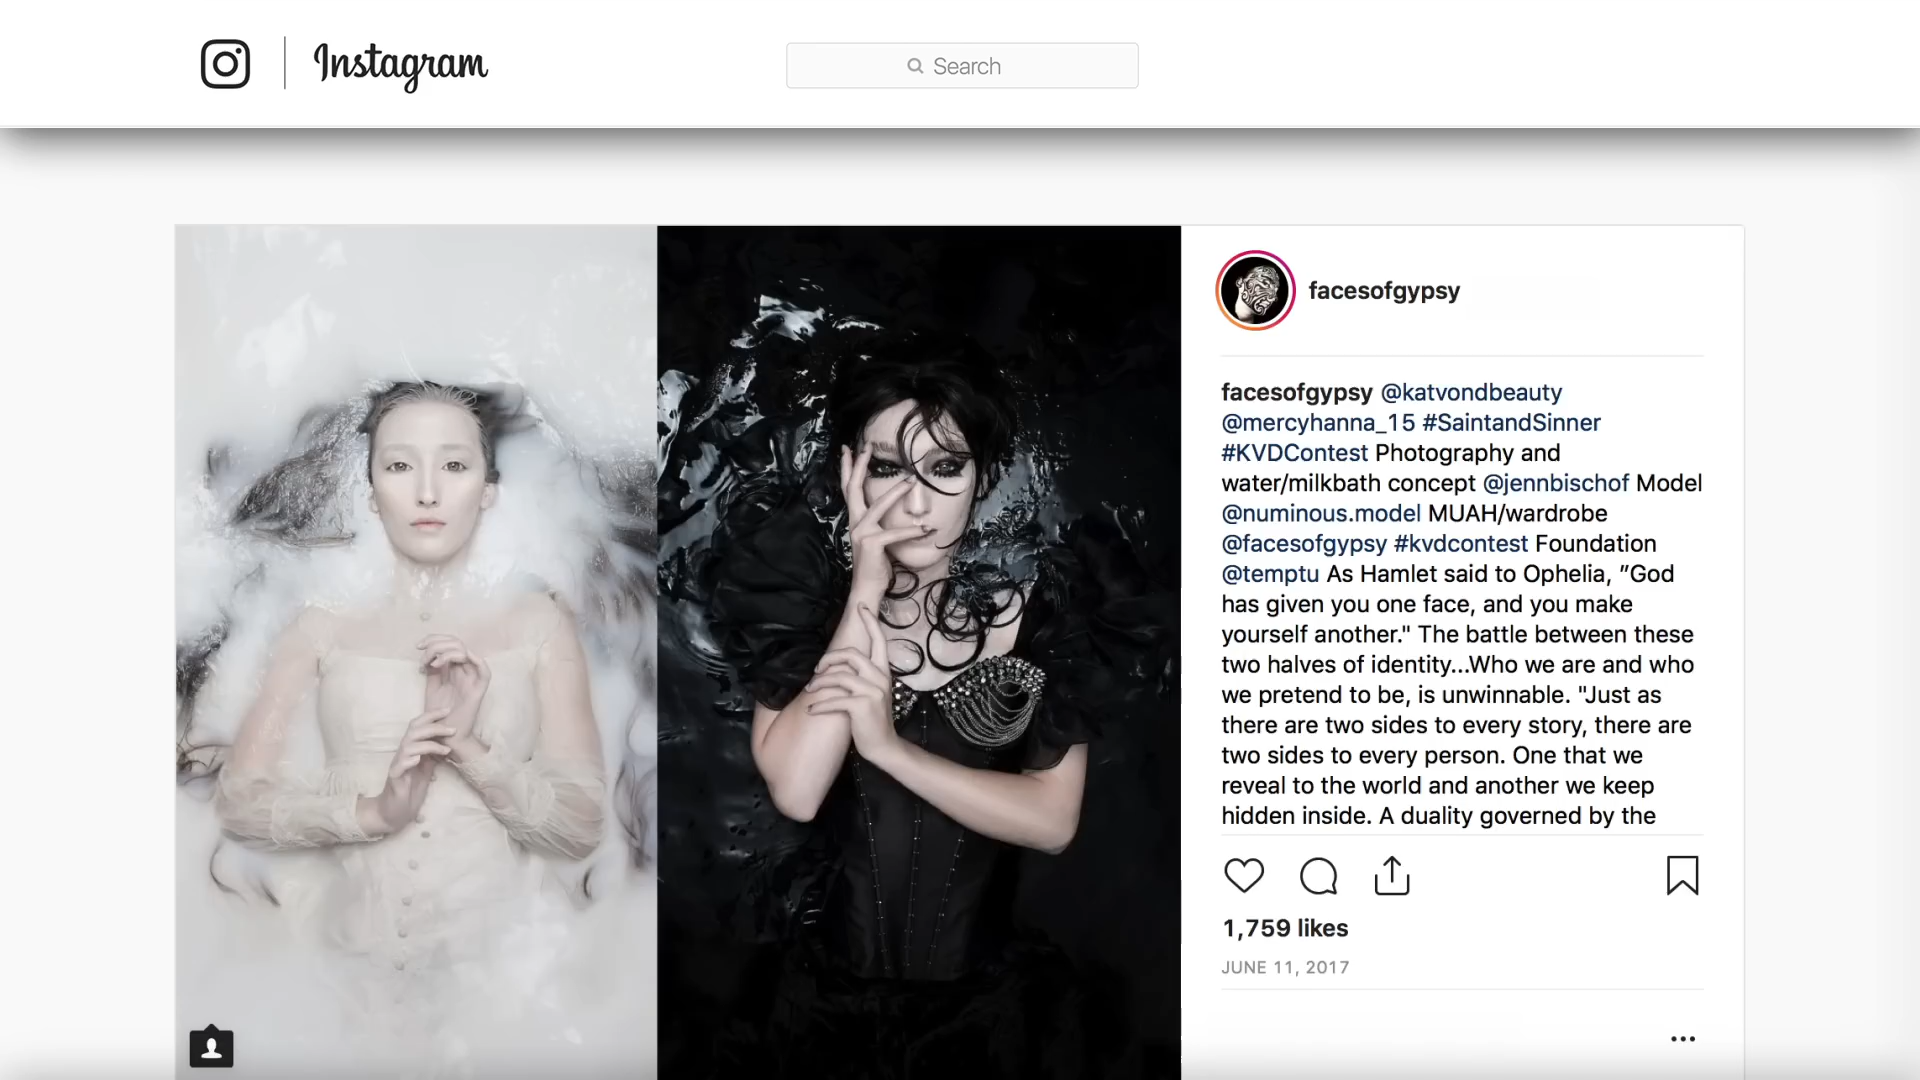 Instagram
Search
facesofgypsy
facesofgypsy @katvondbeauty
@mercyhanna_15 #SaintandSinner
#KVDContest Photography and
water/milkbath concept @jennbischof Model
@numinous.model MUAH/wardrobe
@facesofgypsy #kvdcontest Foundation
@temptu As Hamlet said to Ophelia, ”God
has given you one face, and you make
yourself another." The battle between these
two halves of identity...Who we are and who
we pretend to be, is unwinnable. "Just as
there are two sides to every story, there are
two sides to every person. One that we
reveal to the world and another we keep
hidden inside. A duality governed by the
1,759 likes
JUNE 11, 2017